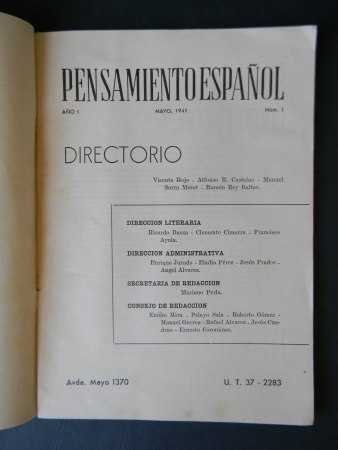 PENSAMIENTO ESPAÑOL
AÑO 1 MAYO, 1941 Núm. 1
DIRECTORIO
Vicente Rojo - Alfonso R. Castelao - Manuel
Serra Moret - Ramón Rey Baltar.
DIRECCION LITERARIA
Ricardo Baeza - Clemente Cimorra - Francisco
Ayala.
DIRECCION ADMINISTRATIVA
Enrique Jurado - Eladio Pérez - Jesús Prados -
Angel Alvarez.
SECRETARIA DE REDACCION
Mariano Perla.
CONSEJO DE REDACCION
Emilio Mira - Pelayo Sala - Roberto Gómez -
Manuel Gurrea - Rafael Alvarez - Jesús Cua-
drao - Ernesto Corominas.
Avda. Mayo 1370 U. T. 37 - 2283